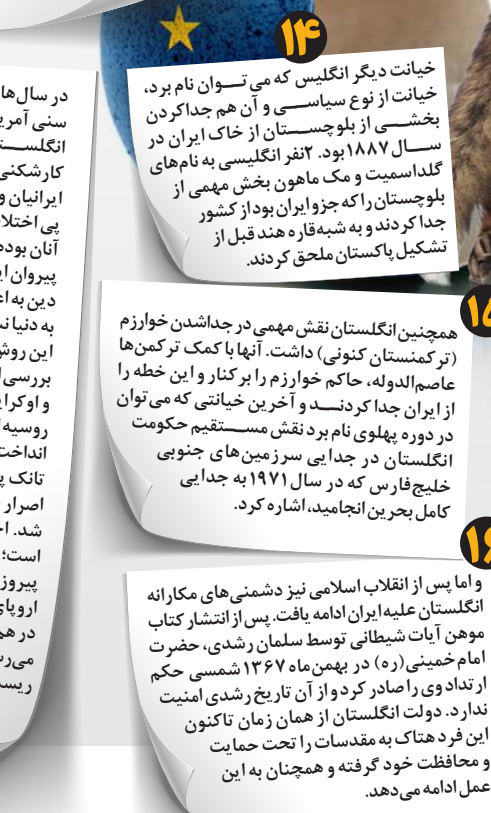 ۱۴
خیانت دیگر انگلیس که می توان نام برد،
خیانت از نوع سیاسی و آن هم جداکردن
بخشی از بلوچستان از خاک ایران در
سال ۱۸۸۷بود. ۲نفر انگلیسی به نام‌های
گلداسمیت و مک ماهون بخش مهمی از
بلوچستان را که جزو ایران بود از کشور
جدا کردند و به شبه‌قاره هند قبل از
تشکیل پاکستان ملحق کردند.
۱۵
همچنین انگلستان نقش مهمی در جداشدن خوارزم
(ترکمنستان کنونی) داشت. آنها با کمک ترکمن‌ها
عاصم‌الدوله، حاکم خوارزم را بر کنار و این خطه را
از ایران جدا کردند و آخرین خیانتی که می توان
در دوره پهلوی نام برد نقش مستقیم حکومت
انگلستان در جدایی سرزمین‌های جنوبی
خلیج‌فارس که در سال ۱۹۷۱ به جدایی
کامل بحرین انجامید، اشاره کرد.
۱۶
و اما پس از انقلاب اسلامی نیز دشمنی‌های مکارانه
انگلستان علیه‌ایران ادامه یافت. پس از انتشار کتاب
موهن آیات شیطانی توسط سلمان رشدی، حضرت
امام‌خمینی(ره) در بهمن‌ماه ۱۳۶۷ شمسی حکم
ارتداد وی را صادر کرد و از آن تاریخ رشدی امنیت
ندارد. دولت انگلستان از همان زمان تاکنون
این فرد هتاک به مقدسات را تحت حمایت
و محافظت خود گرفته و همچنان به این
عمل ادامه می‌دهد.
در سال‌ها
سنی آمری
انگلست
کارشکنی
ایرانیان و
پی اختلا
آنان بوده
پیروان ا
دین به اع
به دنیا نش
این روش
بررسی ا
و اوکرا
روسیه
انداخت
تانک پ
اصرار
شد. ا
است؛
پیروز
اروپای
در هم
می‌رس
ریس